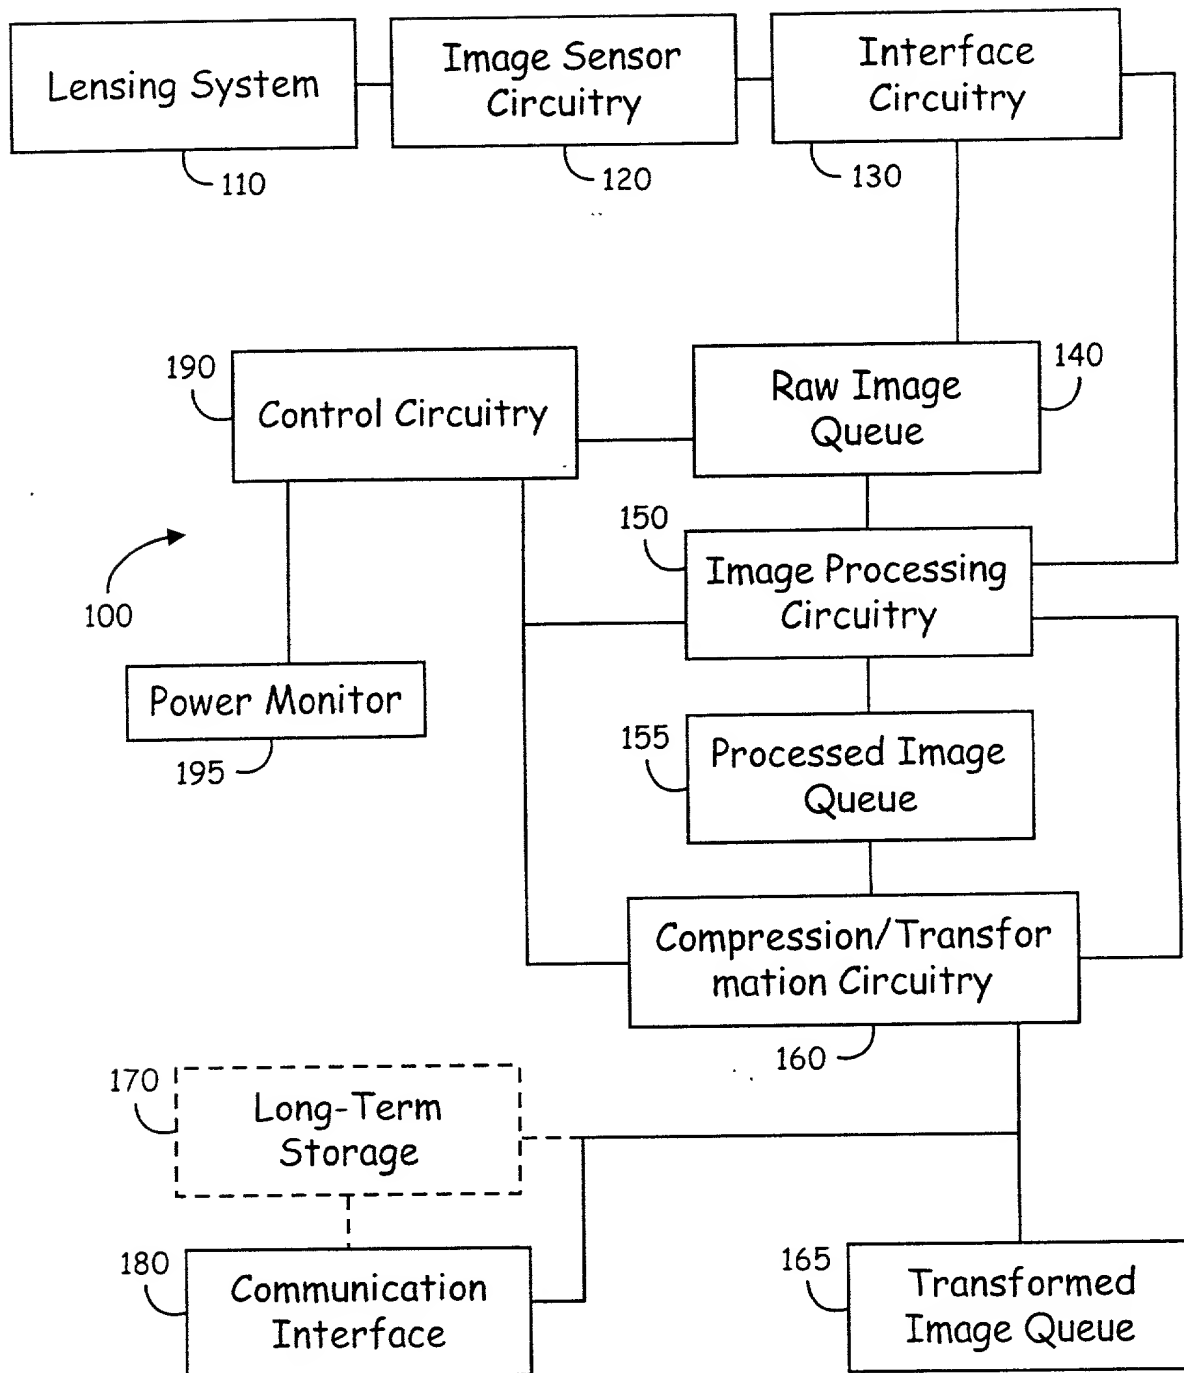 Lensing System
Image Sensor
Circuitry
Interface
Circuitry
110
120
130
190
Control Circuitry
Raw Image
Queue
140
150
Image Processing
Circuitry
100
Power Monitor
195
155
Processed Image
Queue
Compression/Transfor
mation Circuitry
160
170
Long-Term
Storage
180
Communication
Interface
165
Transformed
Image Queue